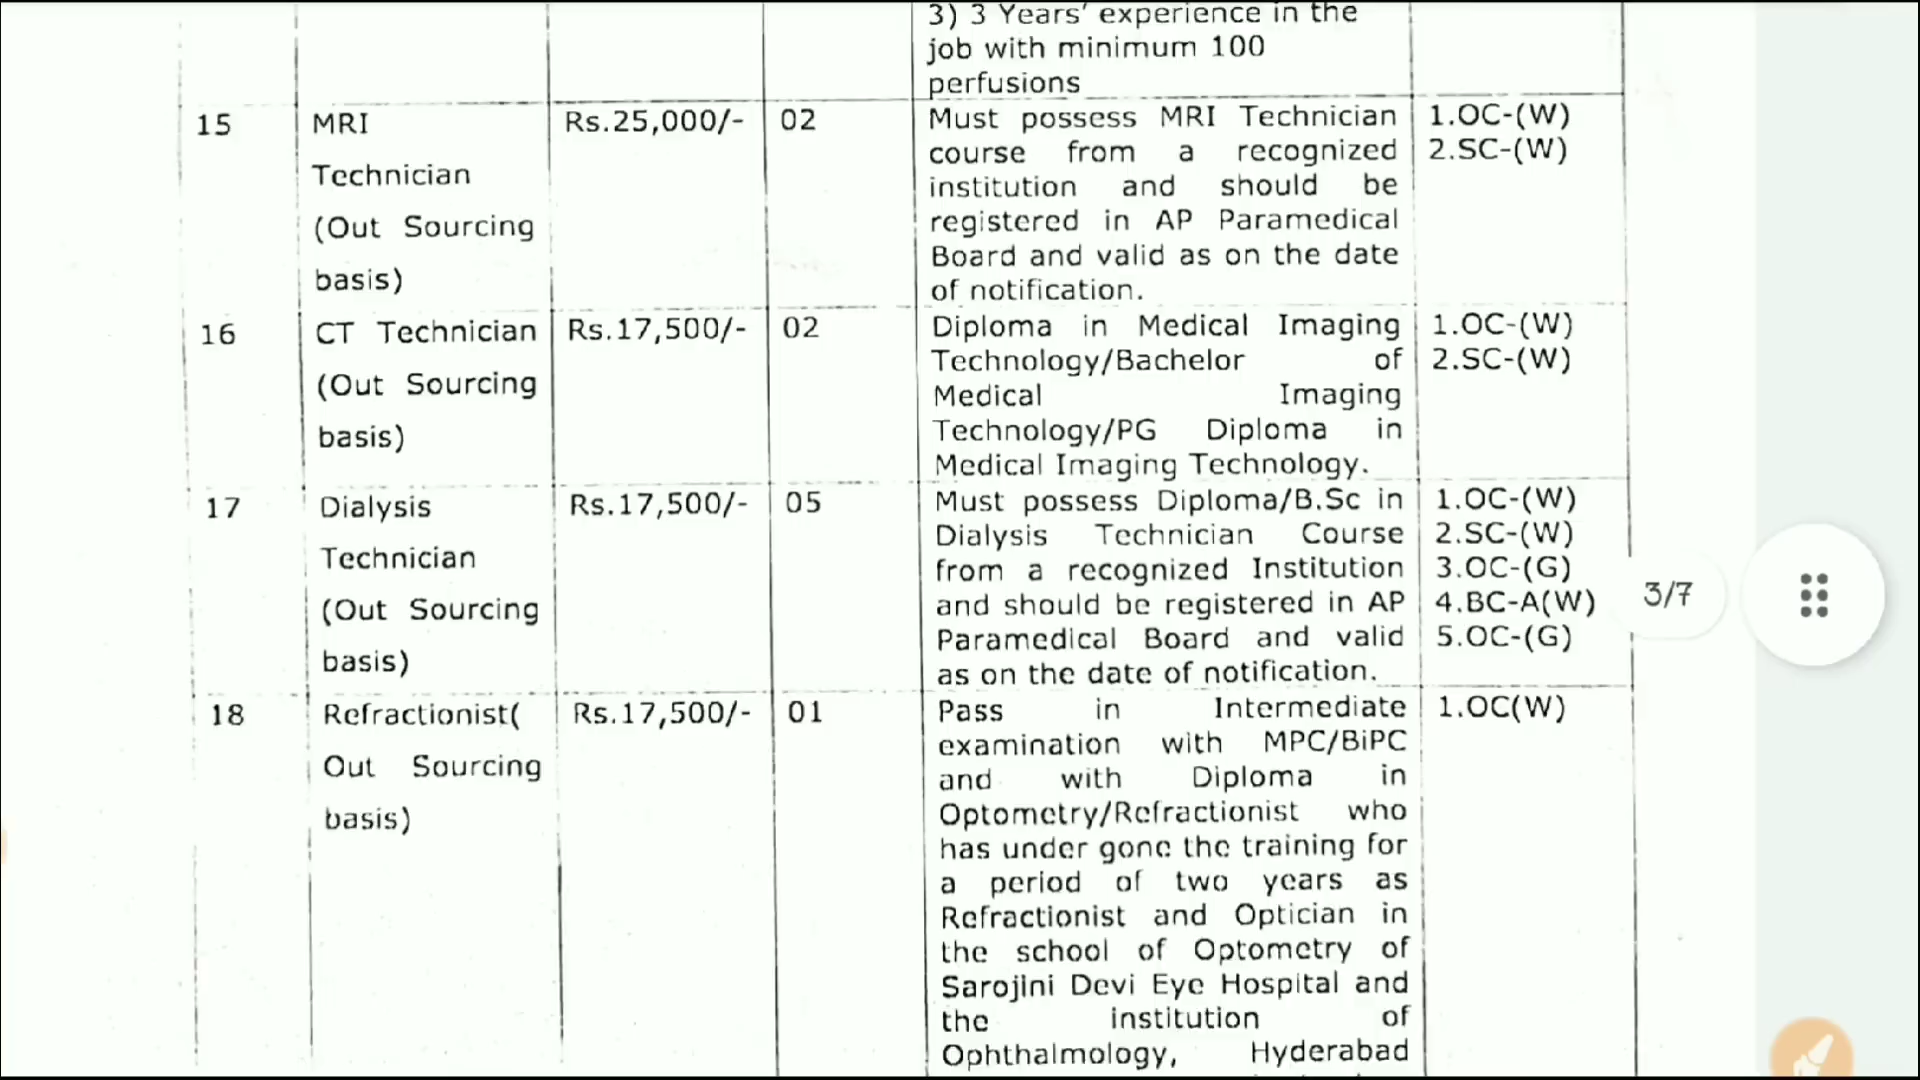 3) 3 Years' experience in the
job with minimum 100
perfusions
15
MRI
Technician
(Out Sourcing
basis)
Rs.25,000/-
02
Must possess MRI Technician
course from a recognized
institution and should be
registered in AP Paramedical
Board and valid as on the date
of notification.
1.OC-(W)
2.SC-(W)
16
CT Technician
(Out Sourcing
basis)
Rs.17,500/-
02
Diploma in Medical Imaging
Technology/Bachelor of
Medical Imaging
Technology/PG Diploma in
Medical Imaging Technology.
1.OC-(W)
2.SC-(W)
17
Dialysis
Technician
(Out Sourcing
basis)
Rs.17,500/-
05
Must possess Diploma/B.Sc in
Dialysis Technician Course
from a recognized Institution
and should be registered in AP
Paramedical Board and valid
as on the date of notification.
1.OC-(W)
2.SC-(W)
3.OC-(G)
4.BC-A(W)
5.OC-(G)
3/7
18
Refractionist(
Out Sourcing
basis)
Rs.17,500/-
01
Pass in Intermediate
examination with MPC/BiPC
and with Diploma in
Optometry/Refractionist who
has under gone the training for
a period of two years as
Refractionist and Optician in
the school of Optometry of
Sarojini Devi Eye Hospital and
the institution of
Ophthalmology, Hyderabad
1.OC(W)